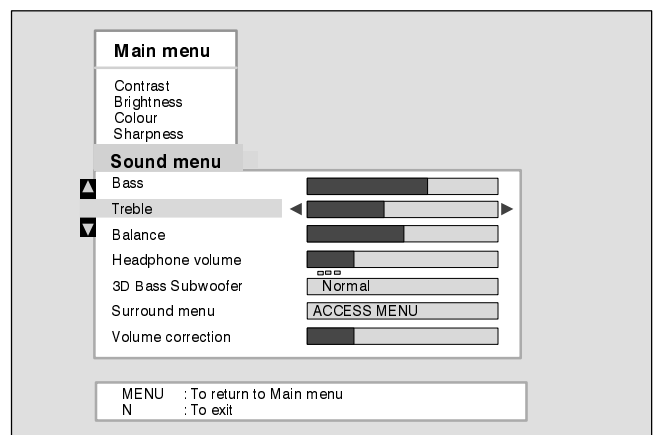 Main menu
Contrast
Brightness
Colour
Sharpness
Sound menu
Bass
Treble
Balance
Headphone volume
3D Bass Subwoofer Normal
Surround menu ACCESS MENU
Volume correction
MENU : To return to Main menu
N : To exit